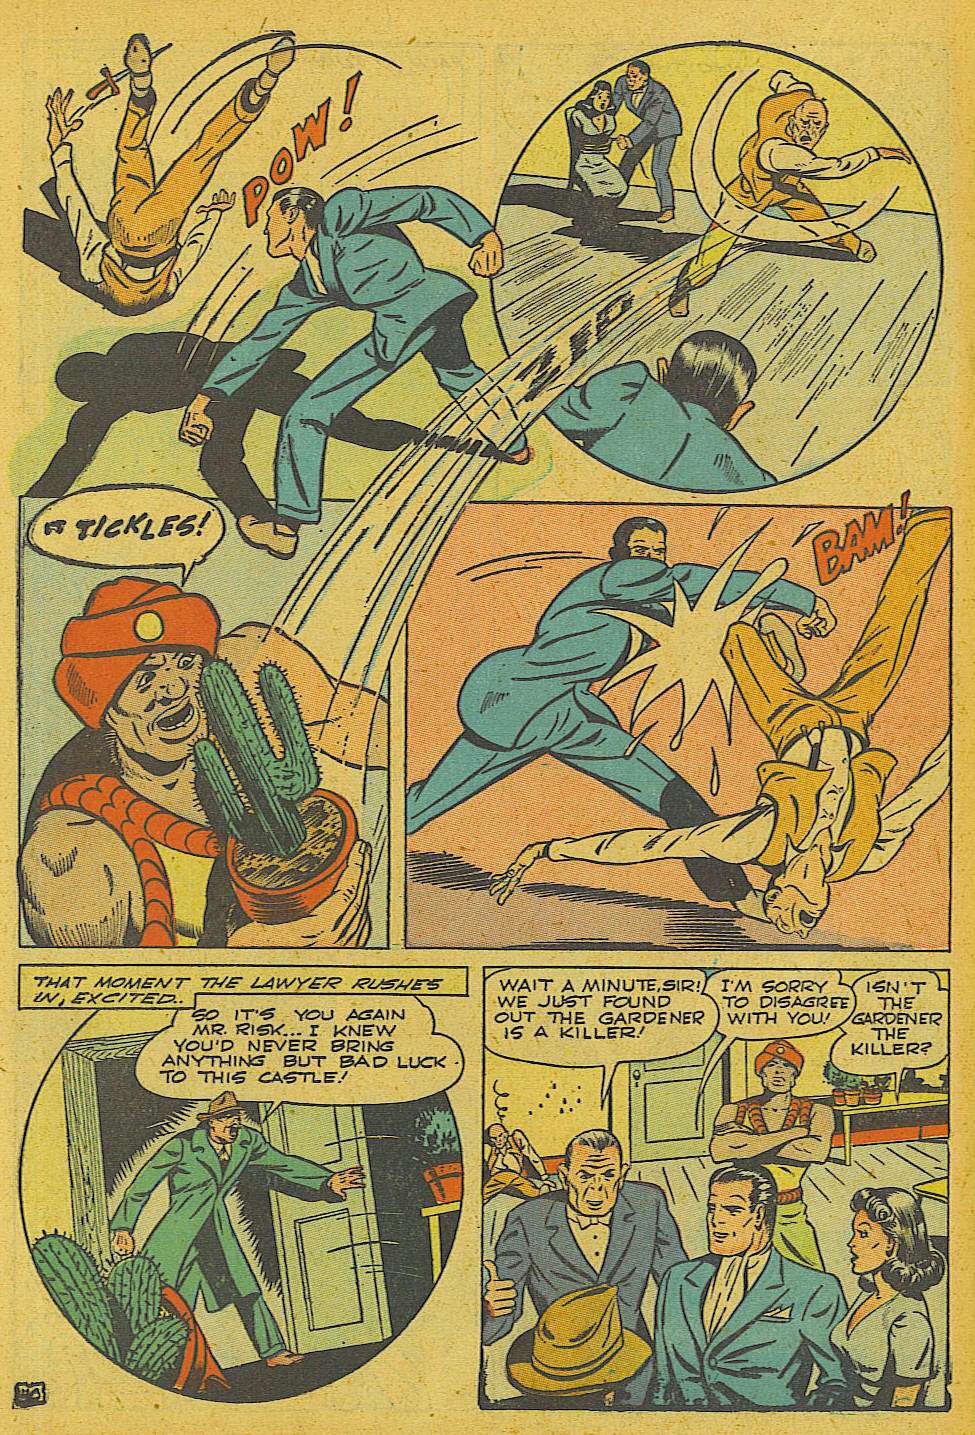 POW!
ZIP
IT TICKLES!
BAM!
THAT MOMENT THE LAWYER RUSHES
IN, EXCITED..
SO IT'S YOU AGAIN
MR. RISK... I KNEW
YOU'D NEVER BRING
ANYTHING BUT BAD LUCK
TO THIS CASTLE!
WAIT A MINUTE, SIR!
WE JUST FOUND
OUT THE GARDENER
IS A KILLER!
I'M SORRY
TO DISAGREE
WITH YOU!
ISN'T
THE
GARDENER
THE
KILLER?